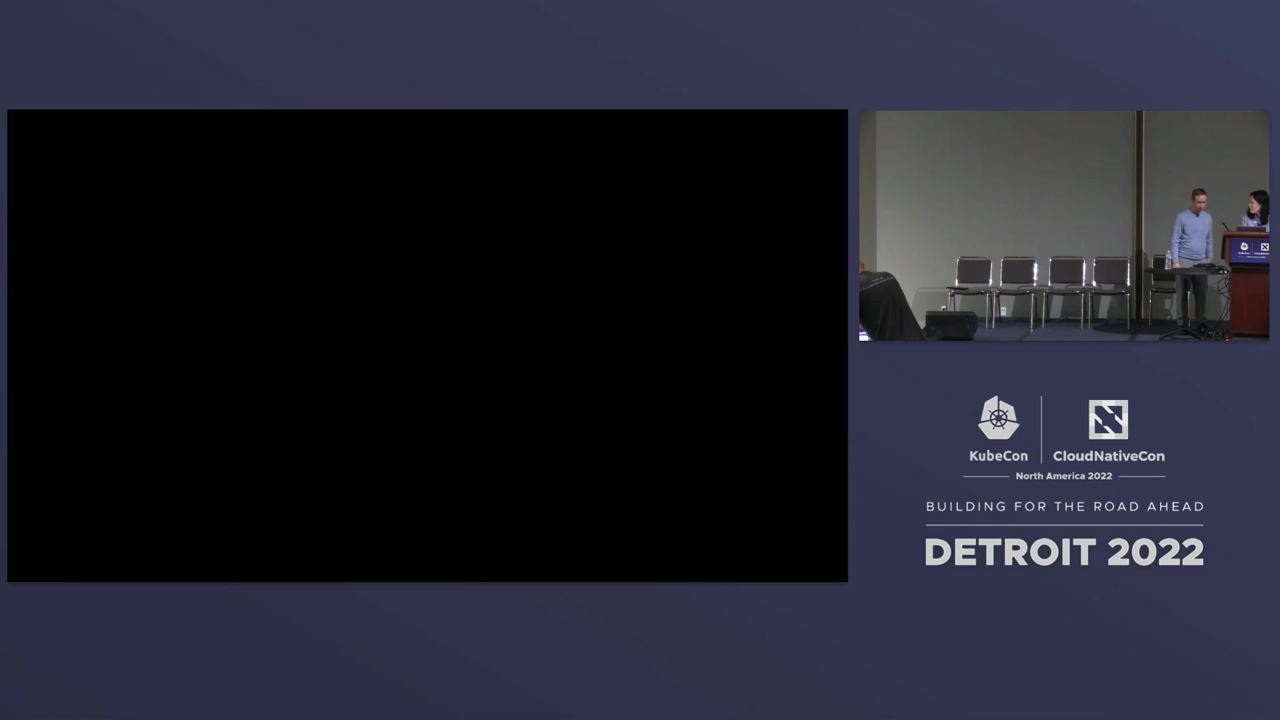 KubeCon
CloudNativeCon
North America 2022
BUILDING FOR THE ROAD AHEAD
DETROIT 2022